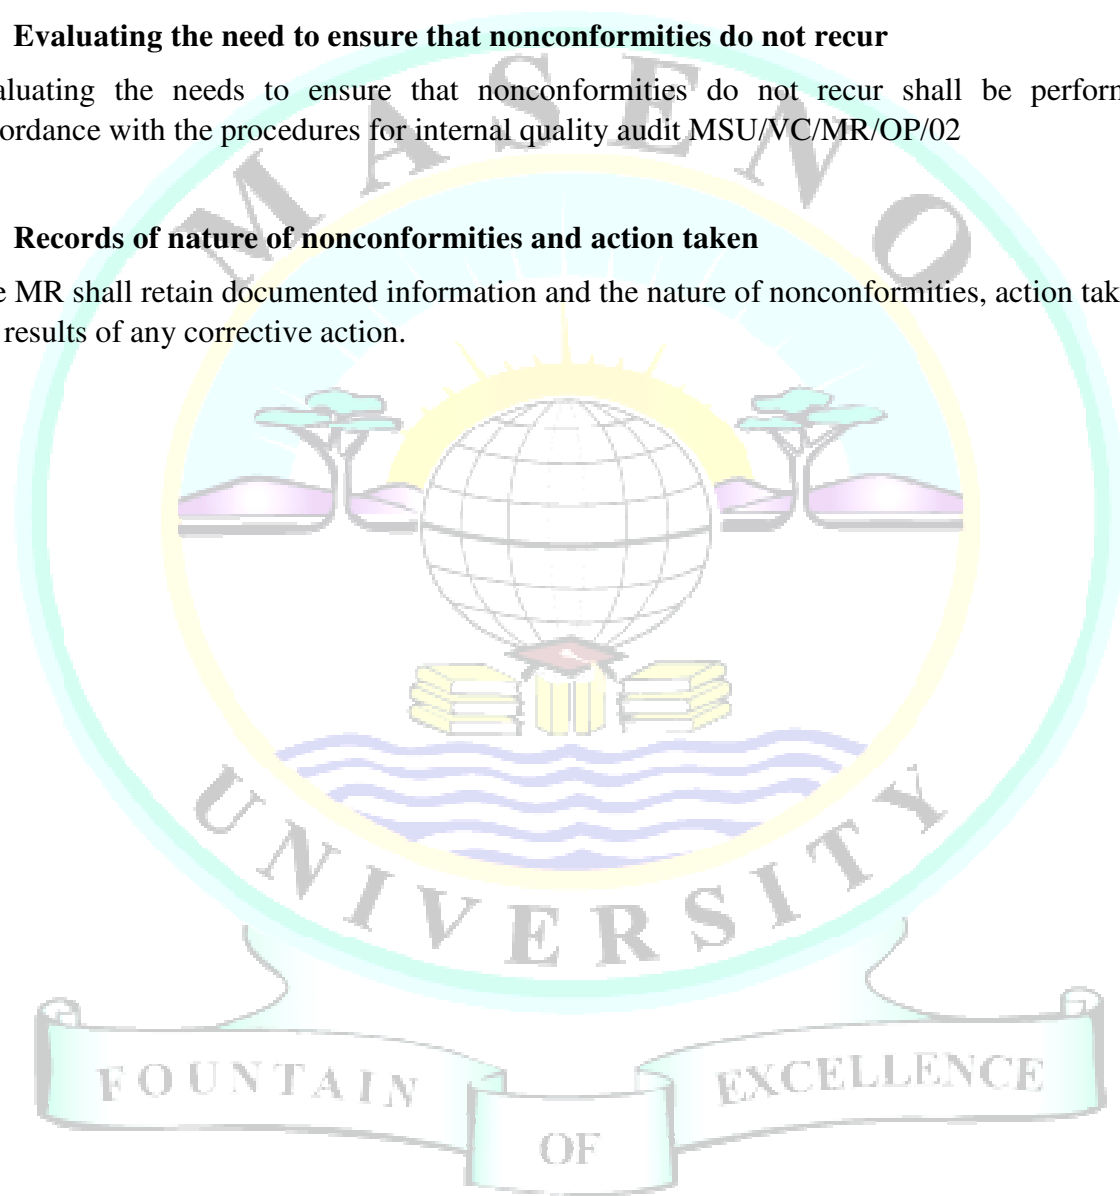 Evaluating the need to ensure that nonconformities do not recur
aluating the needs to ensure that nonconformities do not recur shall be perform
ordance with the procedures for internal quality audit MSU/VC/MR/OP/02
Records of nature of nonconformities and action taken
e MR shall retain documented information and the nature of nonconformities, action tak
results of any corrective action.
MASENO
UNIVERSITY
FOUNTAIN
OF
EXCELLENCE